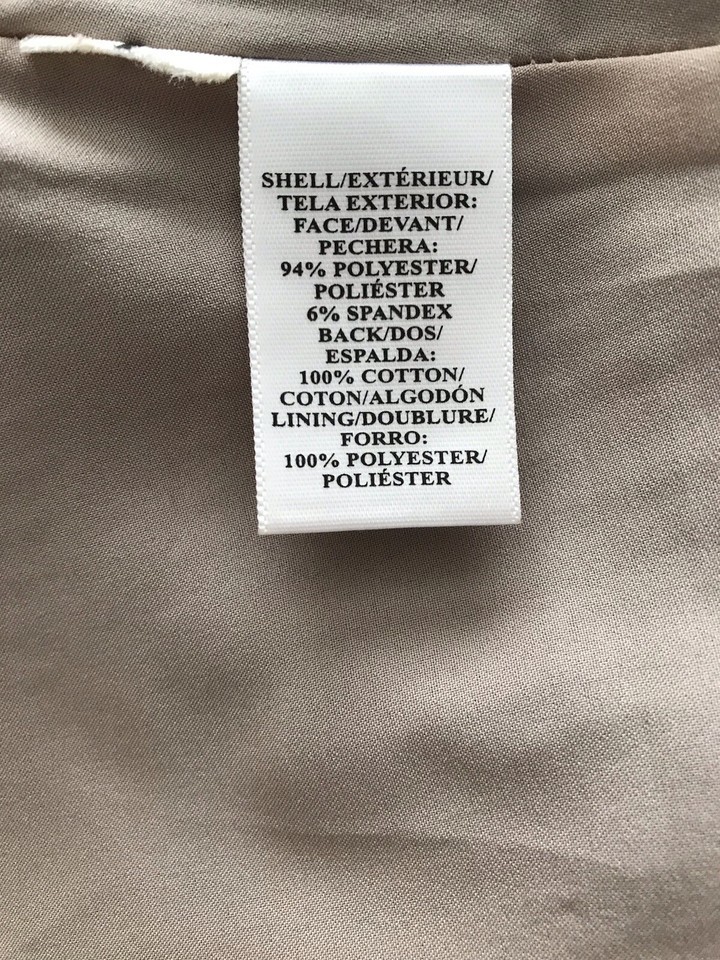 SHELL/EXTÉRIEUR/
TELA EXTERIOR:
FACE/DEVANT/
PECHERA:
94% POLYESTER/
POLIÉSTER
6% SPANDEX
BACK/DOS/
ESPALDA:
100% COTTON/
COTON/ALGODÓN
LINING/DOUBLURE/
FORRO:
100% POLYESTER/
POLIÉSTER